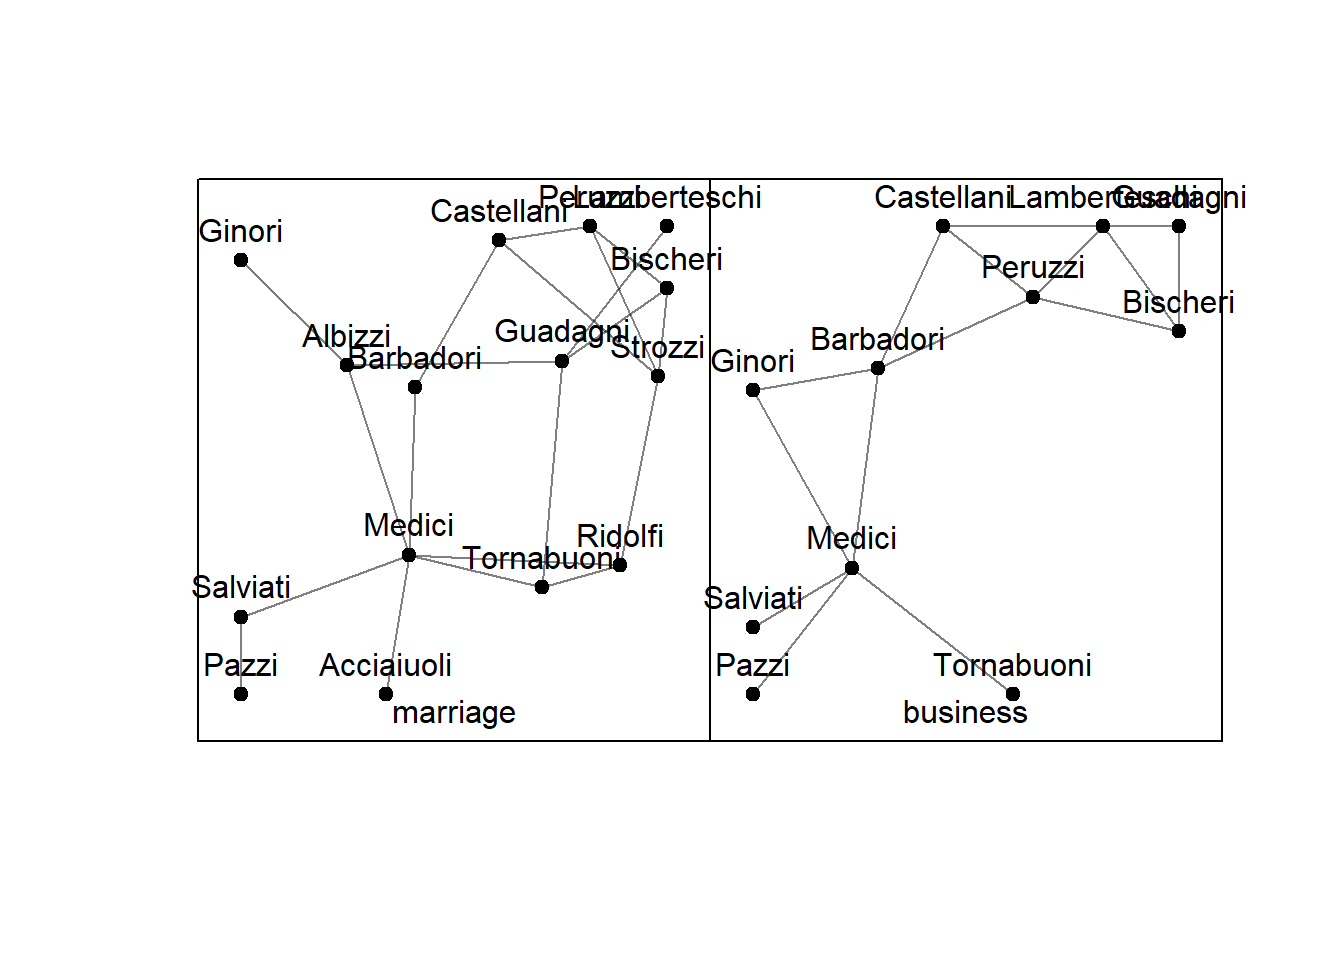 Ginori
Castellani
Peruzzi
Lamberteschi
Bischeri
Albizzi
Barbadori
Guadagni
Strozzi
Medici
Ridolfi
Tornabuoni
Salviati
Pazzi
Acciaiuoli
marriage
Castellani
Lamberteschi
Guadagni
Peruzzi
Bischeri
Barbadori
Ginori
Medici
Salviati
Pazzi
Tornabuoni
business